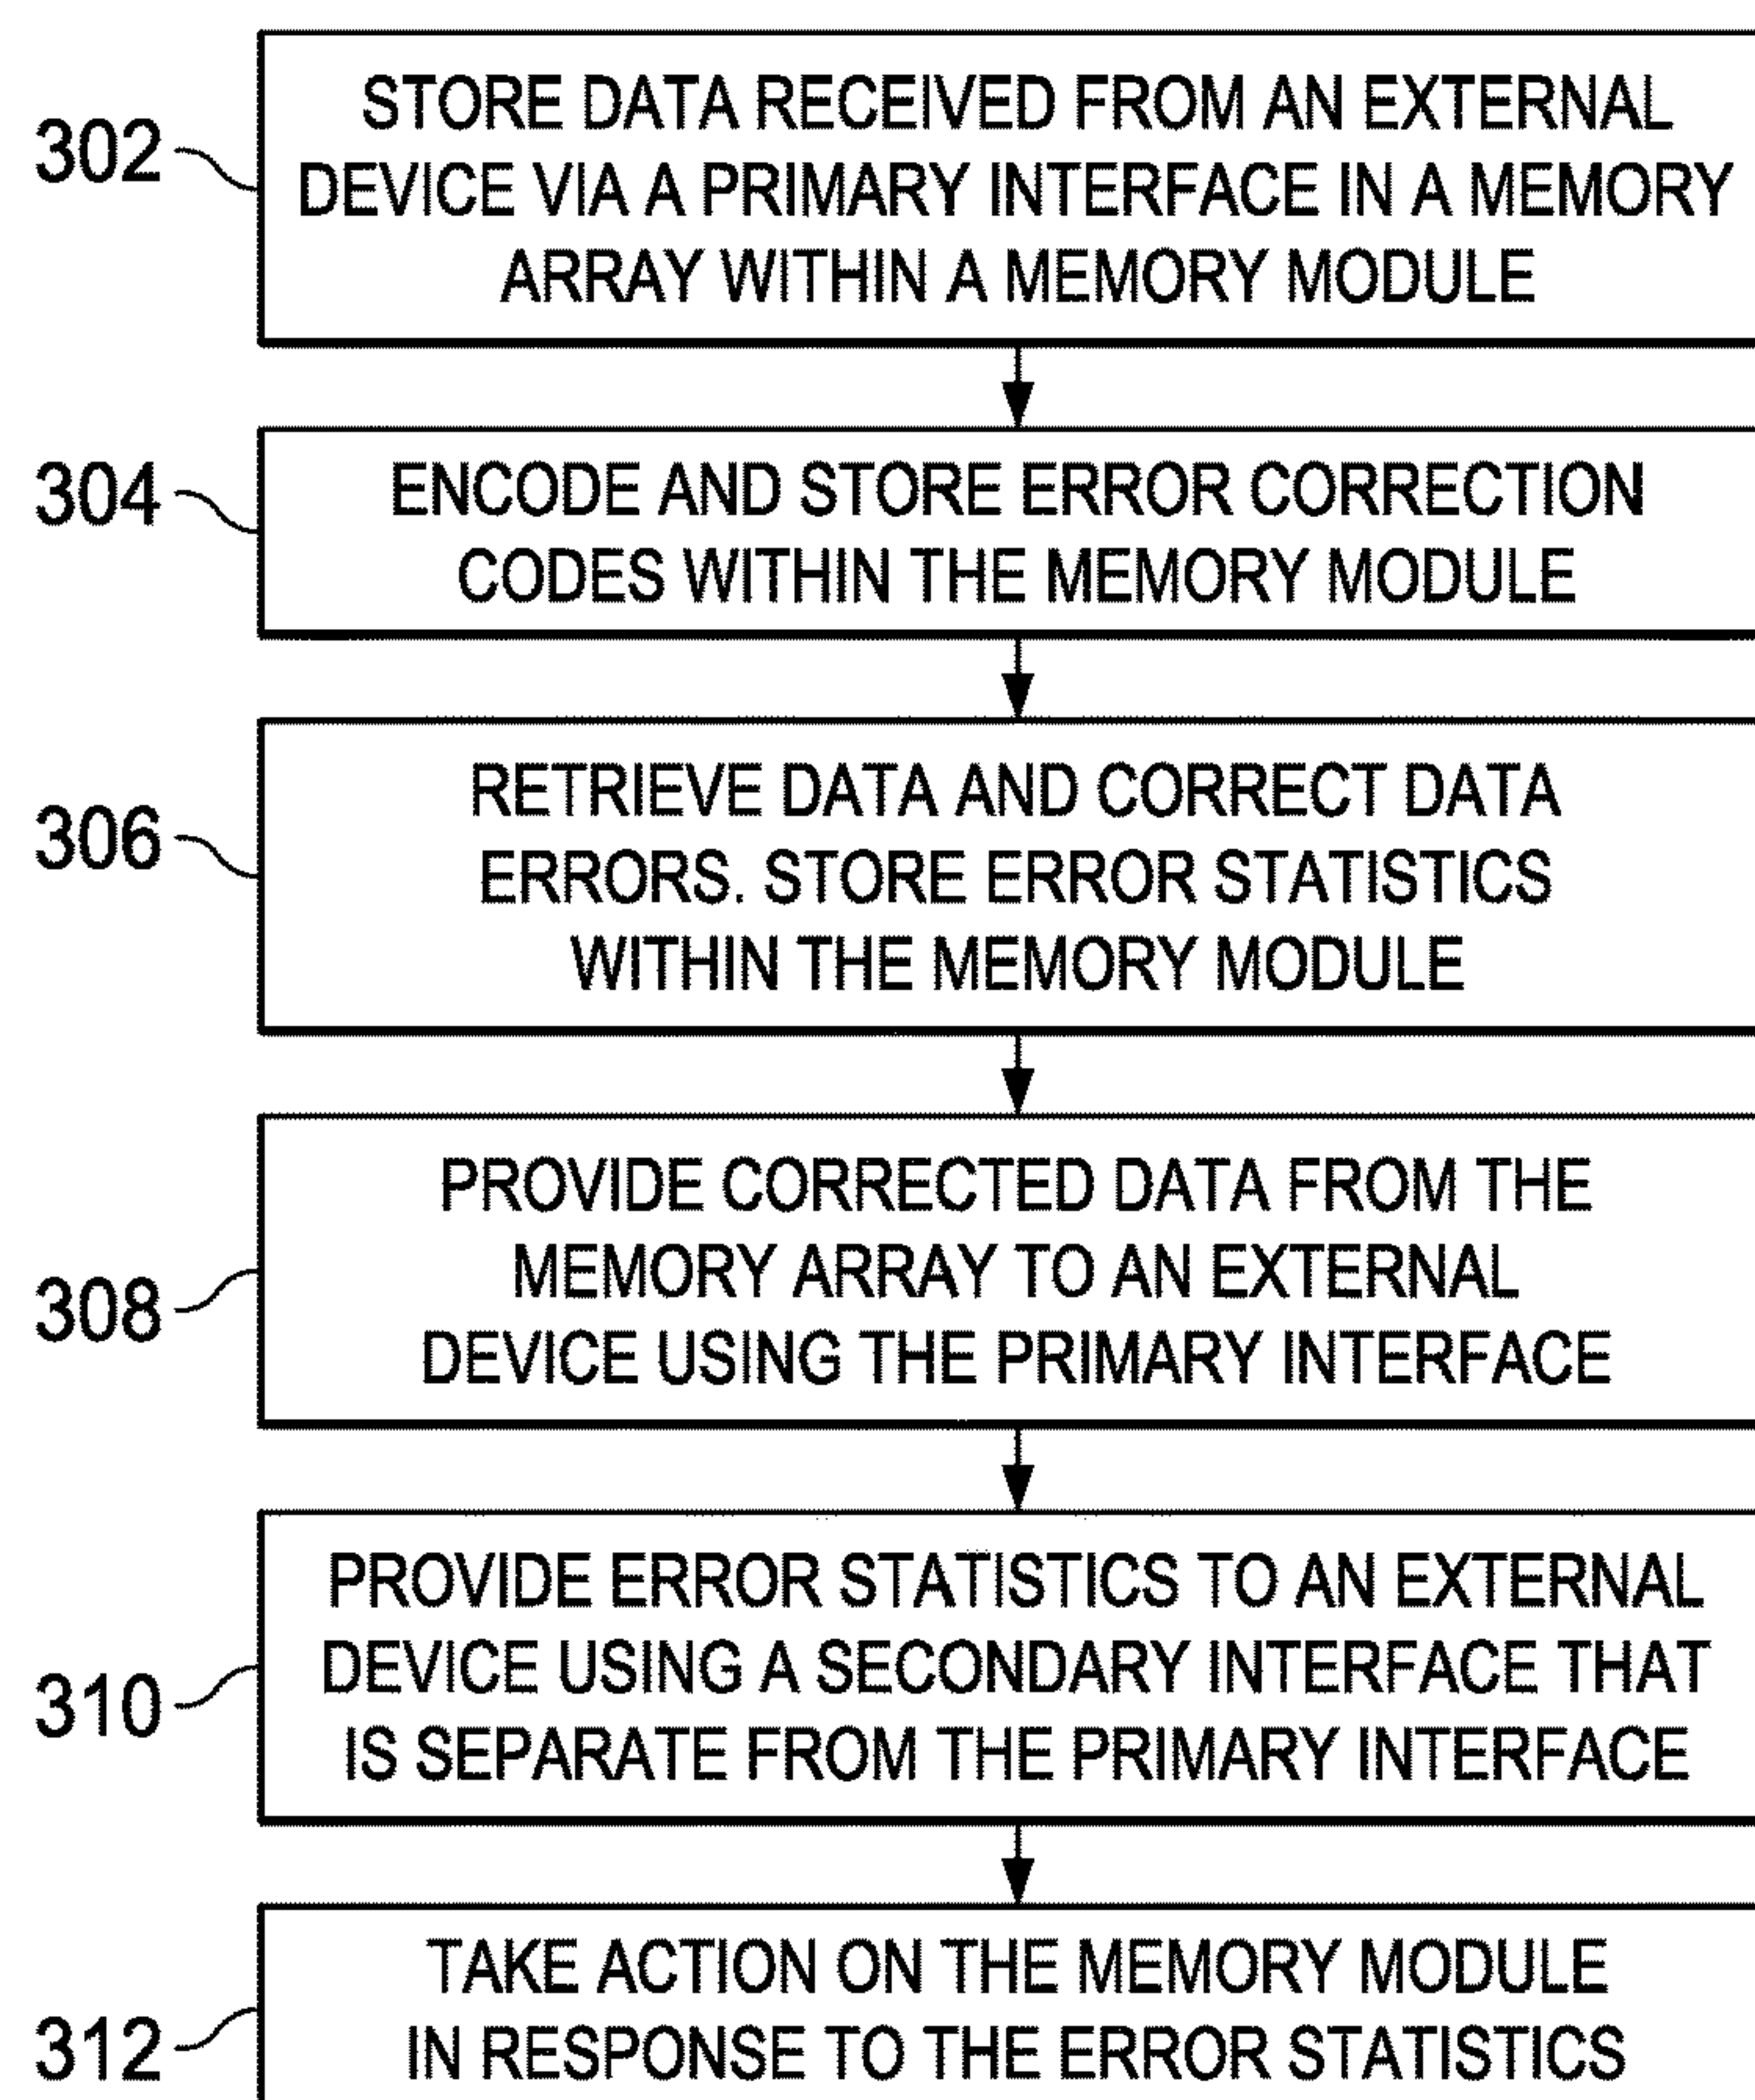 302
STORE DATA RECEIVED FROM AN EXTERNAL
DEVICE VIA A PRIMARY INTERFACE IN A MEMORY
ARRAY WITHIN A MEMORY MODULE
304
ENCODE AND STORE ERROR CORRECTION
CODES WITHIN THE MEMORY MODULE
306
RETRIEVE DATA AND CORRECT DATA
ERRORS. STORE ERROR STATISTICS
WITHIN THE MEMORY MODULE
308
PROVIDE CORRECTED DATA FROM THE
MEMORY ARRAY TO AN EXTERNAL
DEVICE USING THE PRIMARY INTERFACE
310
PROVIDE ERROR STATISTICS TO AN EXTERNAL
DEVICE USING A SECONDARY INTERFACE THAT
IS SEPARATE FROM THE PRIMARY INTERFACE
312
TAKE ACTION ON THE MEMORY MODULE
IN RESPONSE TO THE ERROR STATISTICS